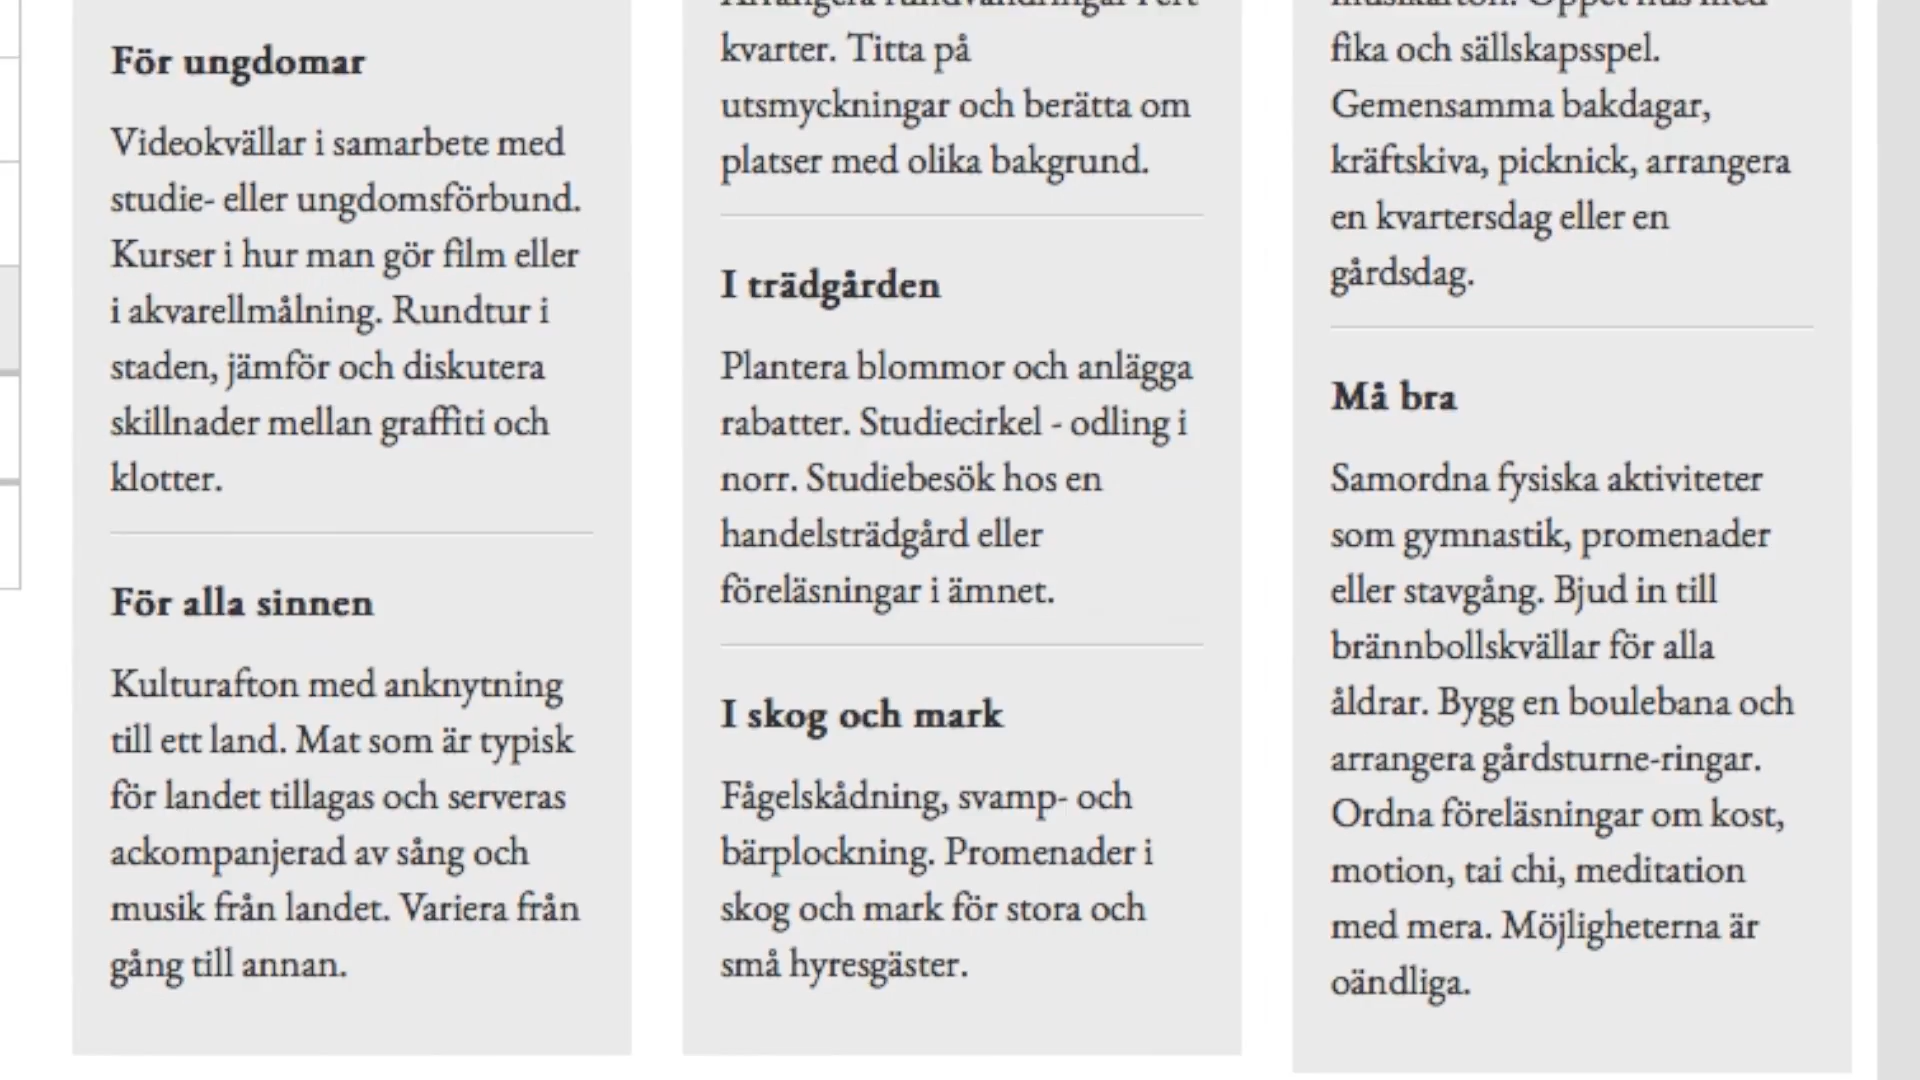 För ungdomar
Videokvällar i samarbete med
studie- eller ungdomsförbund.
Kurser i hur man gör film eller
i akvarellmålning. Rundtur i
staden, jämför och diskutera
skillnader mellan graffiti och
klotter.
För alla sinnen
Kulturafton med anknytning
till ett land. Mat som är typisk
för landet tillagas och serveras
ackompanjerad av sång och
musik från landet. Variera från
gång till annan.
Arrangera rundvandringar i ert
kvarter. Titta på
utsmyckningar och berätta om
platser med olika bakgrund.
I trädgården
Plantera blommor och anlägga
rabatter. Studiecirkel - odling i
norr. Studiebesök hos en
handelsträdgård eller
föreläsningar i ämnet.
I skog och mark
Fågelskådning, svamp- och
bärplockning. Promenader i
skog och mark för stora och
små hyresgäster.
musikafton. Öppet hus med
fika och sällskapsspel.
Gemensamma bakdagar,
kräftskiva, picknick, arrangera
en kvartersdag eller en
gårdsdag.
Må bra
Samordna fysiska aktiviteter
som gymnastik, promenader
eller stavgång. Bjud in till
brännbollskvällar för alla
åldrar. Bygg en boulebana och
arrangera gårdsturne-ringar.
Ordna föreläsningar om kost,
motion, tai chi, meditation
med mera. Möjligheterna är
oändliga.